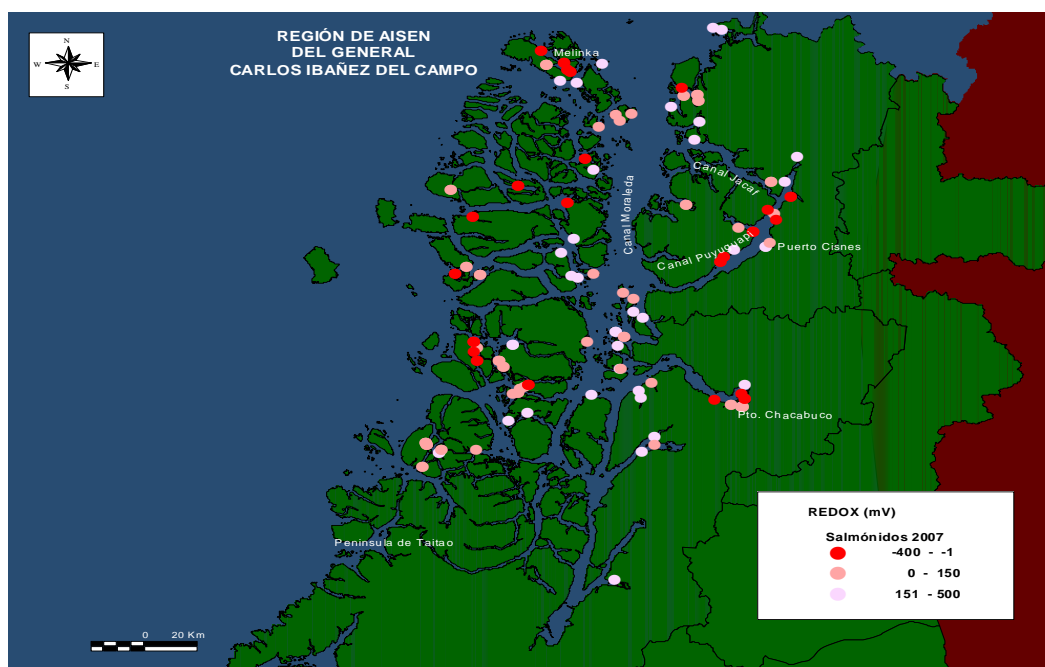 REGIÓN DE AISEN
DEL GENERAL
CARLOS IBAÑEZ DEL CAMPO
N
W E
S
Melinka
Canal Moraleda
Canal Jacaf
Canal Puyuguapi
Puerto Cisnes
Pto. Chacabuco
Peninsula de Taitao
REDOX (mV)
Salmónidos 2007
-400 - -1
0 - 150
151 - 500
0 20 Km